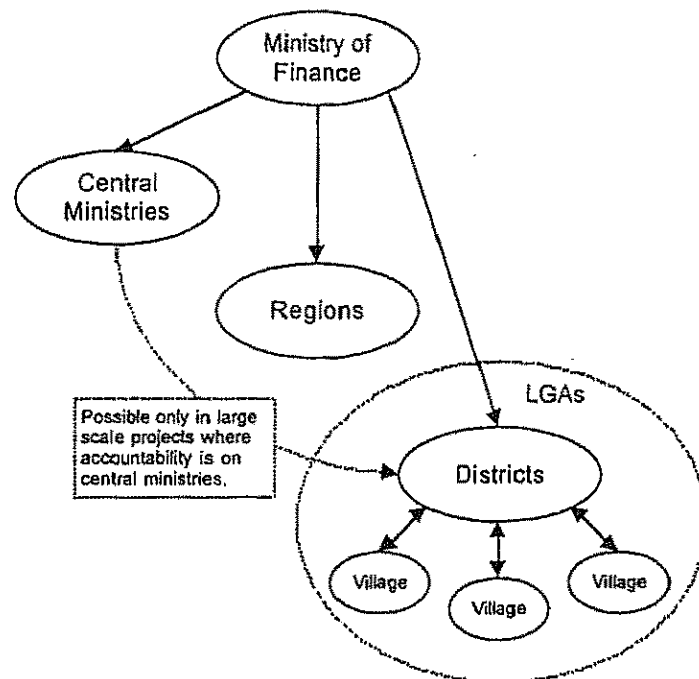 Ministry of
Finance
Central
Ministries
Regions
LGAs
Possible only in large
scale projects where
accountability is on
central ministries.
Districts
Village
Village
Village